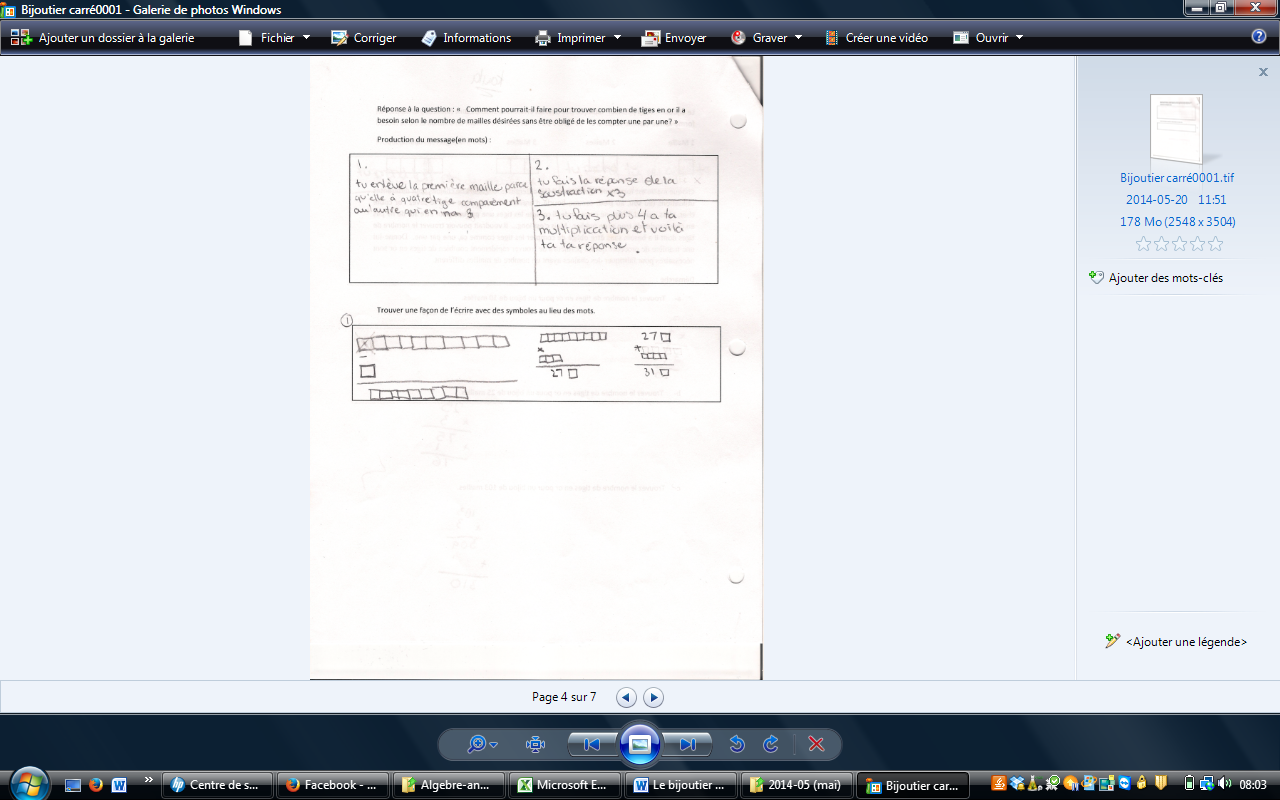 Bijoutier carré0001 - Galerie de photos Windows
Ajouter un dossier à la galerie
Fichier
Corriger
Informations
Imprimer
Envoyer
Graver
Créer une vidéo
Ouvrir
Réponse à la question : « Comment pourrait-il faire pour trouver combien de tiges en or il a
besoin selon le nombre de mailles désirées sans être obligé de les compter une par une? »
Production du message(en mots) :
1.
tu enlève la première maille parce
qu'elle à quatre tige comparément
au'autre qui en non 3
2.
tu fais la réponse de la
soustraction x3
3. tu fais plus 4 a ta
multiplication et voilà
ta ta réponse.
Trouver une façon de l'écrire avec des symboles au lieu des mots.
1
x
-
x
27
27
+
31
Bijoutier carré0001.tif
2014-05-20 11:51
178 Mo (2548 x 3504)
Ajouter des mots-clés
<Ajouter une légende>
Page 4 sur 7
Centre de s...
Facebook - ...
Algebre-an...
Microsoft E...
Le bijoutier ...
2014-05 (mai)
Bijoutier car...
08:03